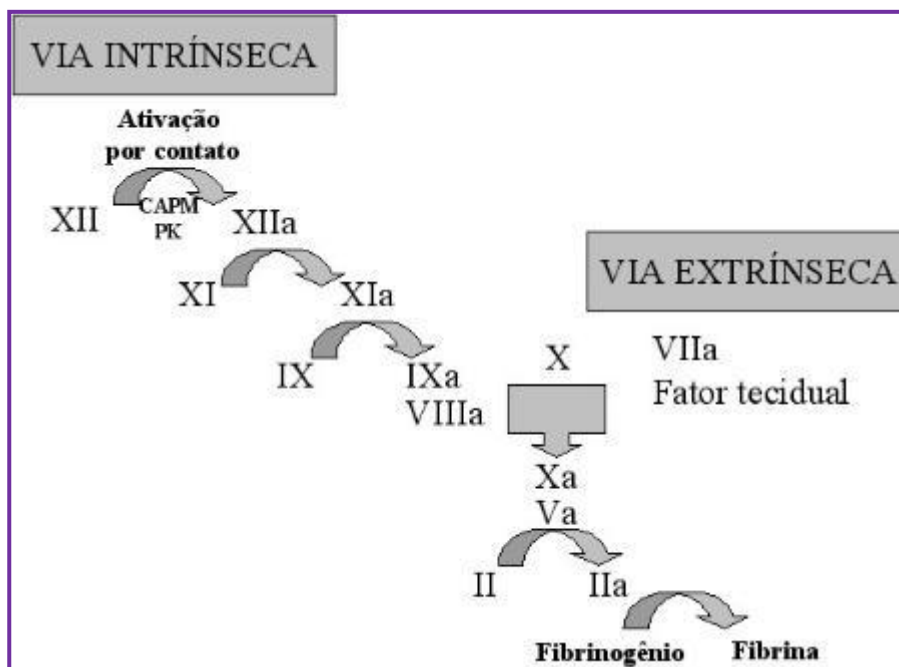 VIA INTRÍNSECA
Ativação
por contato
CAPM
PK
XII
XIIa
XI
XIa
IX
IXa
VIIIa
VIA EXTRÍNSECA
X
VIIa
Fator tecidual
Xa
Va
II
IIa
Fibrinogênio
Fibrina